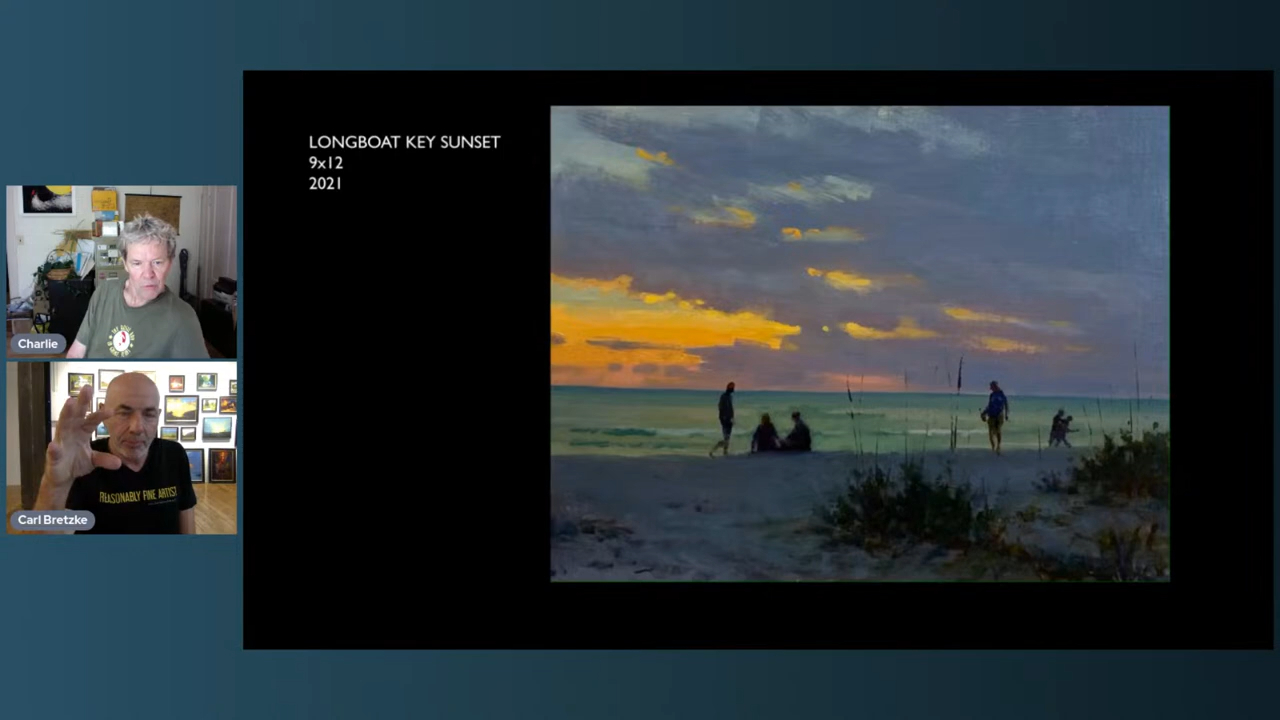 LONGBOAT KEY SUNSET
9x12
2021
Charlie
REASONABLY FINE ARTIST
Carl Bretzke